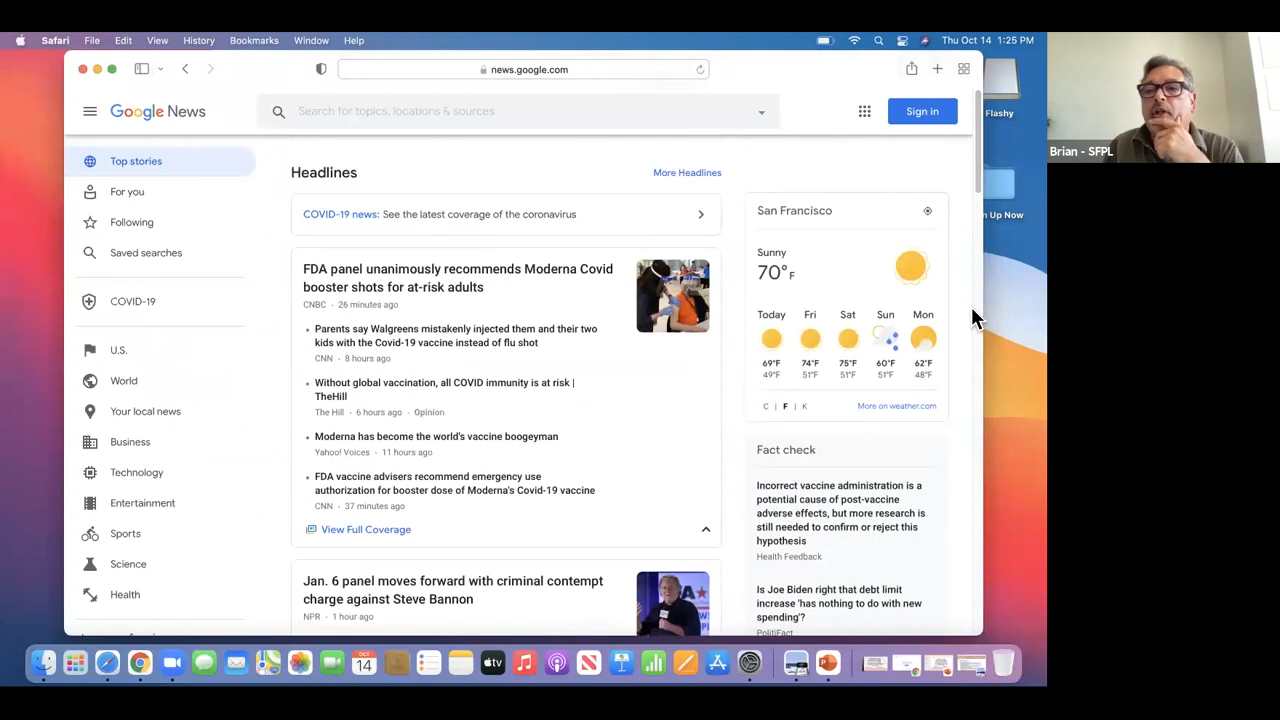 Safari File Edit View History Bookmarks Window Help
Thu Oct 14 1:25 PM
news.google.com
Google News
Search for topics, locations & sources
Sign in
Top stories
For you
Following
Saved searches
COVID-19
U.S.
World
Your local news
Business
Technology
Entertainment
Sports
Science
Health
Headlines
More Headlines
COVID-19 news: See the latest coverage of the coronavirus
FDA panel unanimously recommends Moderna Covid
booster shots for at-risk adults
CNBC · 26 minutes ago
Parents say Walgreens mistakenly injected them and their two
kids with the Covid-19 vaccine instead of flu shot
CNN · 8 hours ago
Without global vaccination, all COVID immunity is at risk |
TheHill
The Hill · 6 hours ago · Opinion
Moderna has become the world's vaccine boogeyman
Yahoo! Voices · 11 hours ago
FDA vaccine advisers recommend emergency use
authorization for booster dose of Moderna's Covid-19 vaccine
CNN · 37 minutes ago
View Full Coverage
Jan. 6 panel moves forward with criminal contempt
charge against Steve Bannon
NPR · 1 hour ago
San Francisco
Sunny
70° F
Today Fri Sat Sun Mon
69°F 74°F 75°F 60°F 62°F
49°F 51°F 51°F 51°F 48°F
C | F | K
More on weather.com
Fact check
Incorrect vaccine administration is a
potential cause of post-vaccine
adverse effects, but more research is
still needed to confirm or reject this
hypothesis
Health Feedback
Is Joe Biden right that debt limit
increase 'has nothing to do with new
spending'?
PolitiFact
Flashy
n Up Now
Brian - SFPL
OCT
14
tv